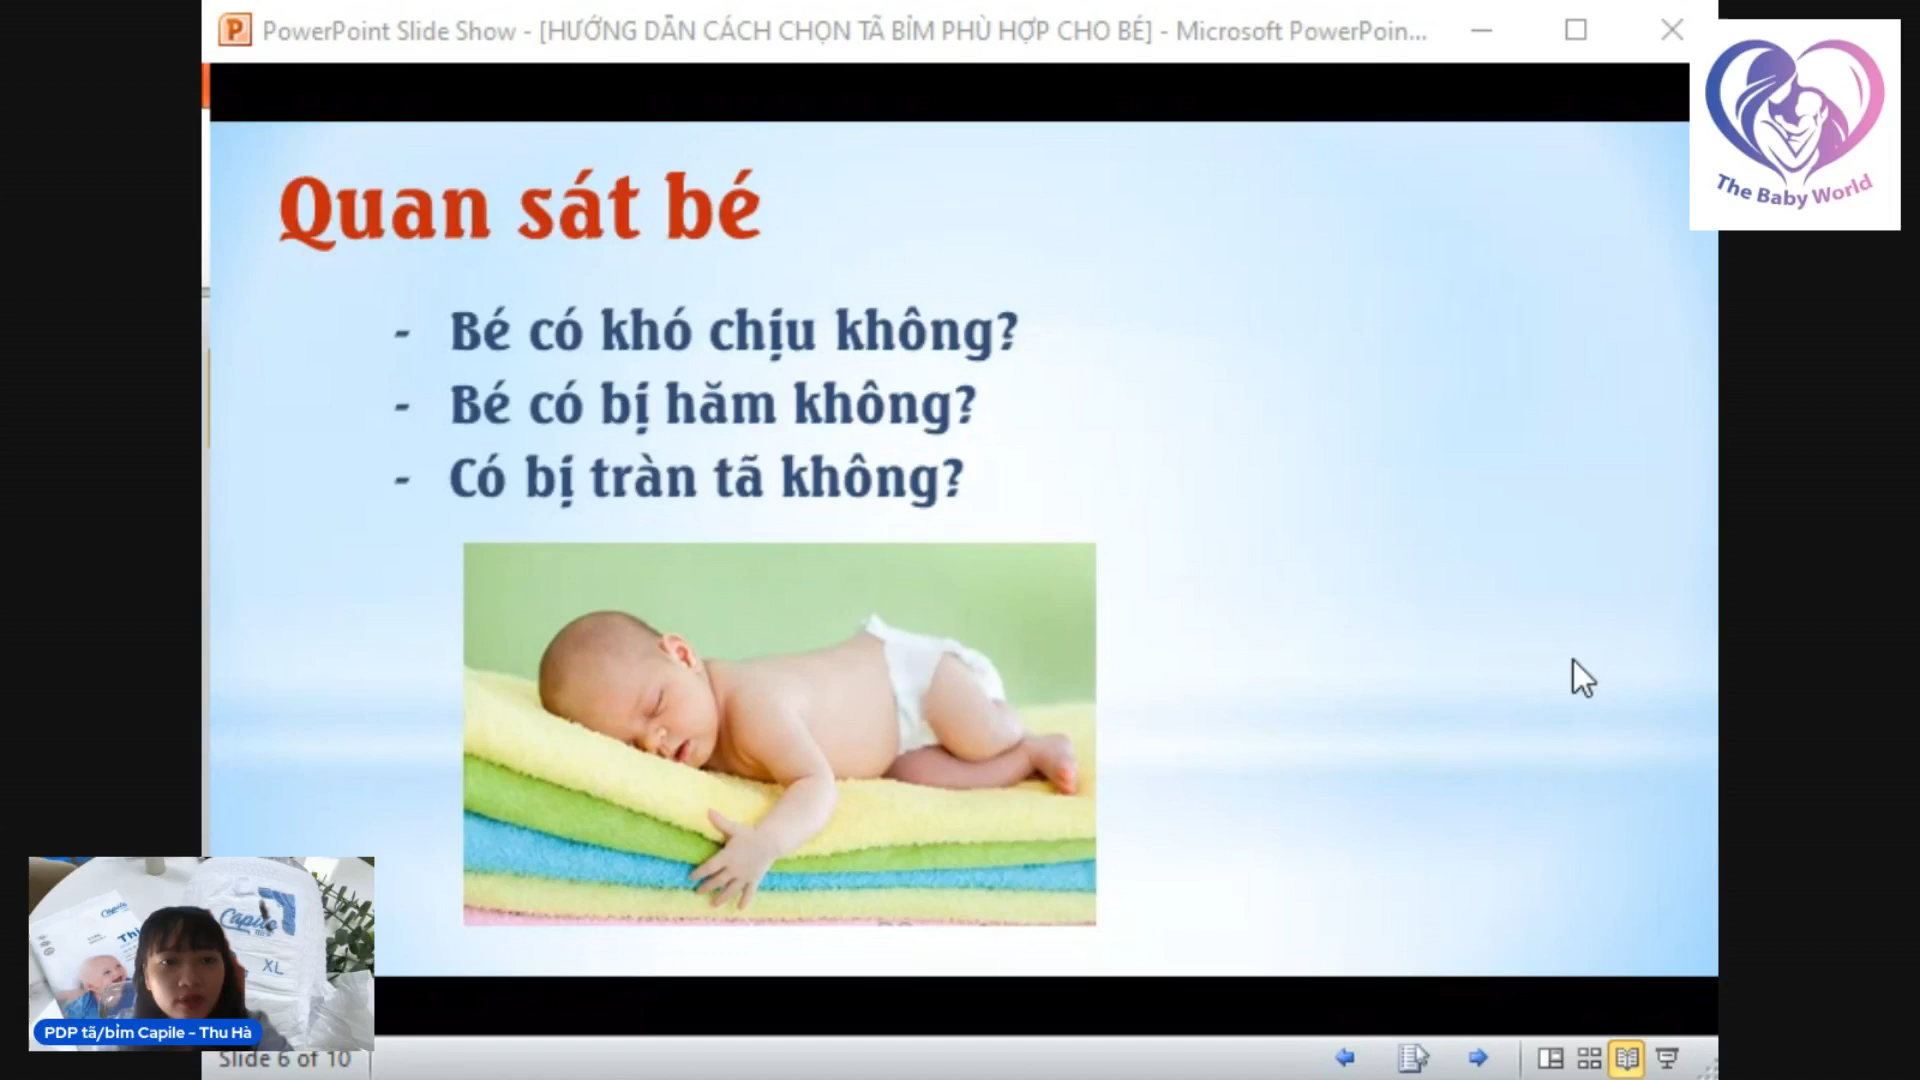 PowerPoint Slide Show - [HƯỚNG DẪN CÁCH CHỌN TÃ BỈM PHÙ HỢP CHO BÉ] - Microsoft PowerPoin...
The Baby World
Quan sát bé
- Bé có khó chịu không?
- Bé có bị hăm không?
- Có bị tràn tã không?
Capile
Capile
XL
PDP tã/bỉm Capile - Thu Hà
Slide 6 of 10